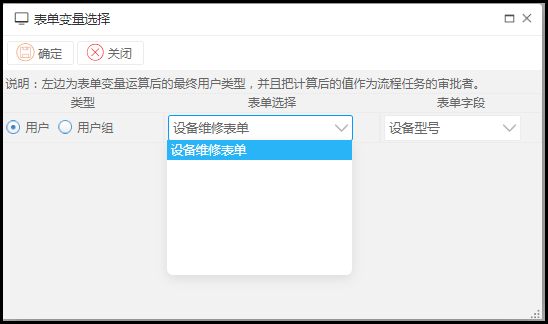 表单变量选择
确定 关闭
说明：左边为表单变量运算后的最终用户类型，并且把计算后的值作为流程任务的审批者。
类型 表单选择 表单字段
用户 用户组 设备维修表单 设备型号
设备维修表单